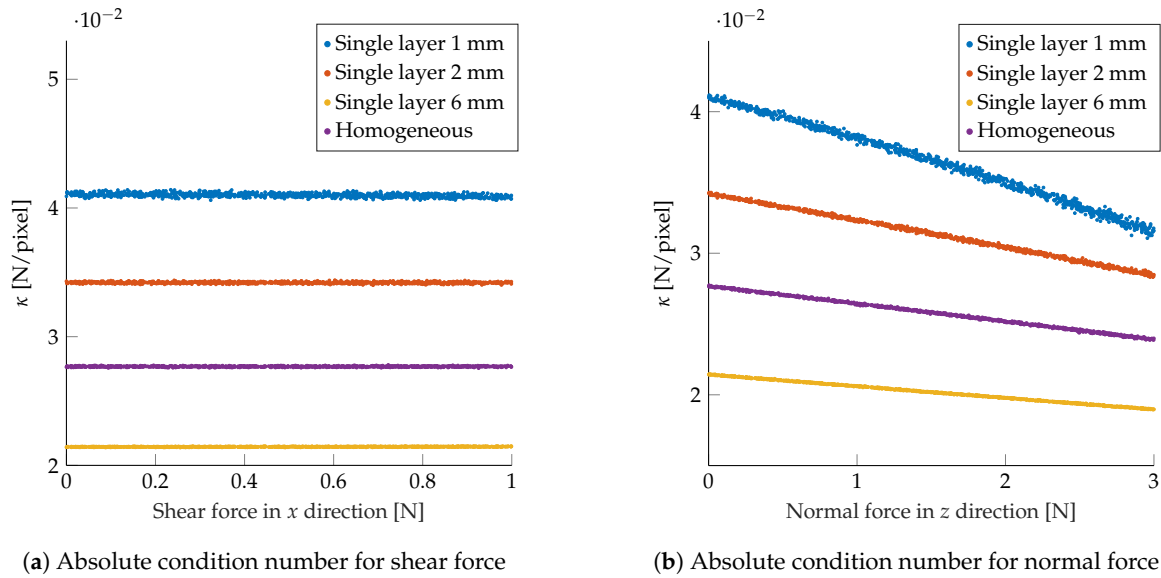 ·10−2
5
4
3
2
κ [N/pixel]
Single layer 1 mm
Single layer 2 mm
Single layer 6 mm
Homogeneous
0 0.2 0.4 0.6 0.8 1
Shear force in x direction [N]
(a) Absolute condition number for shear force
·10−2
4
3
2
κ [N/pixel]
Single layer 1 mm
Single layer 2 mm
Single layer 6 mm
Homogeneous
0 1 2 3
Normal force in z direction [N]
(b) Absolute condition number for normal force